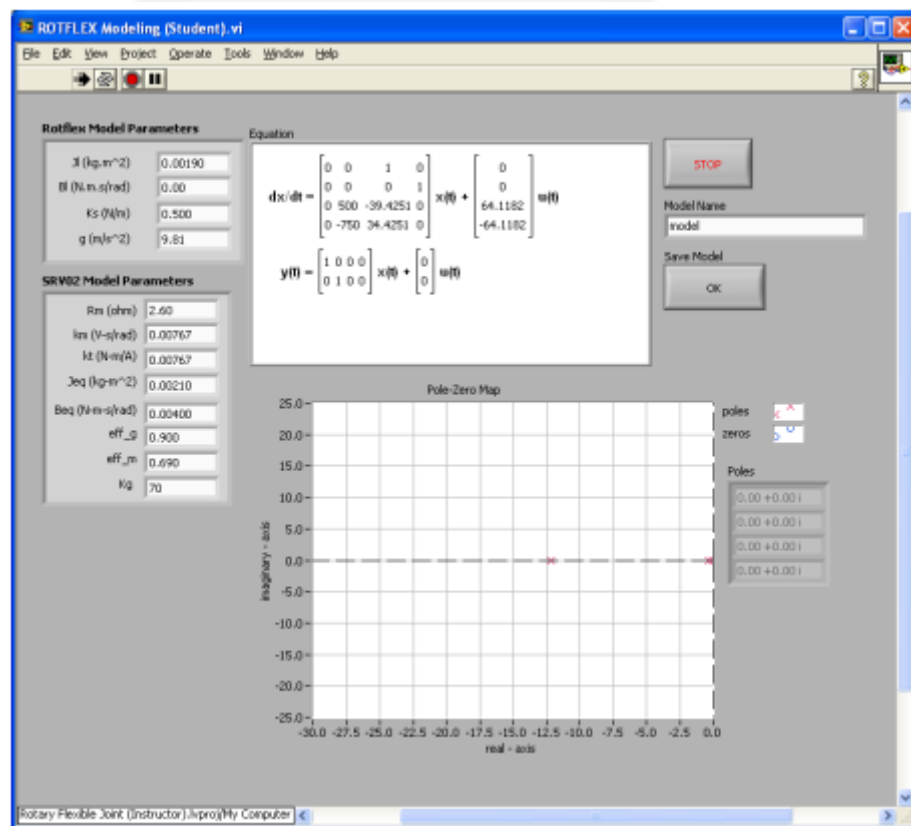 ROTFLEX Modeling (Student).vi
File Edit View Project Operate Tools Window Help
Rotflex Model Parameters
Jl (kg.m^2) 0.00190
Bl (N.m.s/rad) 0.00
Ks (N/m) 0.500
g (m/s^2) 9.81
SRV02 Model Parameters
Rm (ohm) 2.60
km (V-s/rad) 0.00767
kt (N-m/A) 0.00767
Jeq (kg-m^2) 0.00210
Beq (N-m-s/rad) 0.00400
eff_g 0.900
eff_m 0.690
Kg 70
Equation
0 0 1 0 0
0 0 0 1 0
dx/dt = x(t) + u(t)
0 500 -39.4251 0 64.1182
0 -750 34.4251 0 -64.1182
y(t) = x(t) + u(t)
1 0 0 0 0
0 1 0 0 0
STOP
Model Name
model
Save Model
OK
Pole-Zero Map
25.0
20.0
15.0
10.0
5.0
0.0
-5.0
-10.0
-15.0
-20.0
-25.0
imaginary - axis
-30.0 -27.5 -25.0 -22.5 -20.0 -17.5 -15.0 -12.5 -10.0 -7.5 -5.0 -2.5 0.0
real - axis
poles
zeros
Poles
0.00 +0.00 i
0.00 +0.00 i
0.00 +0.00 i
0.00 +0.00 i
Rotary Flexible Joint (Instructor).lvproj/My Computer